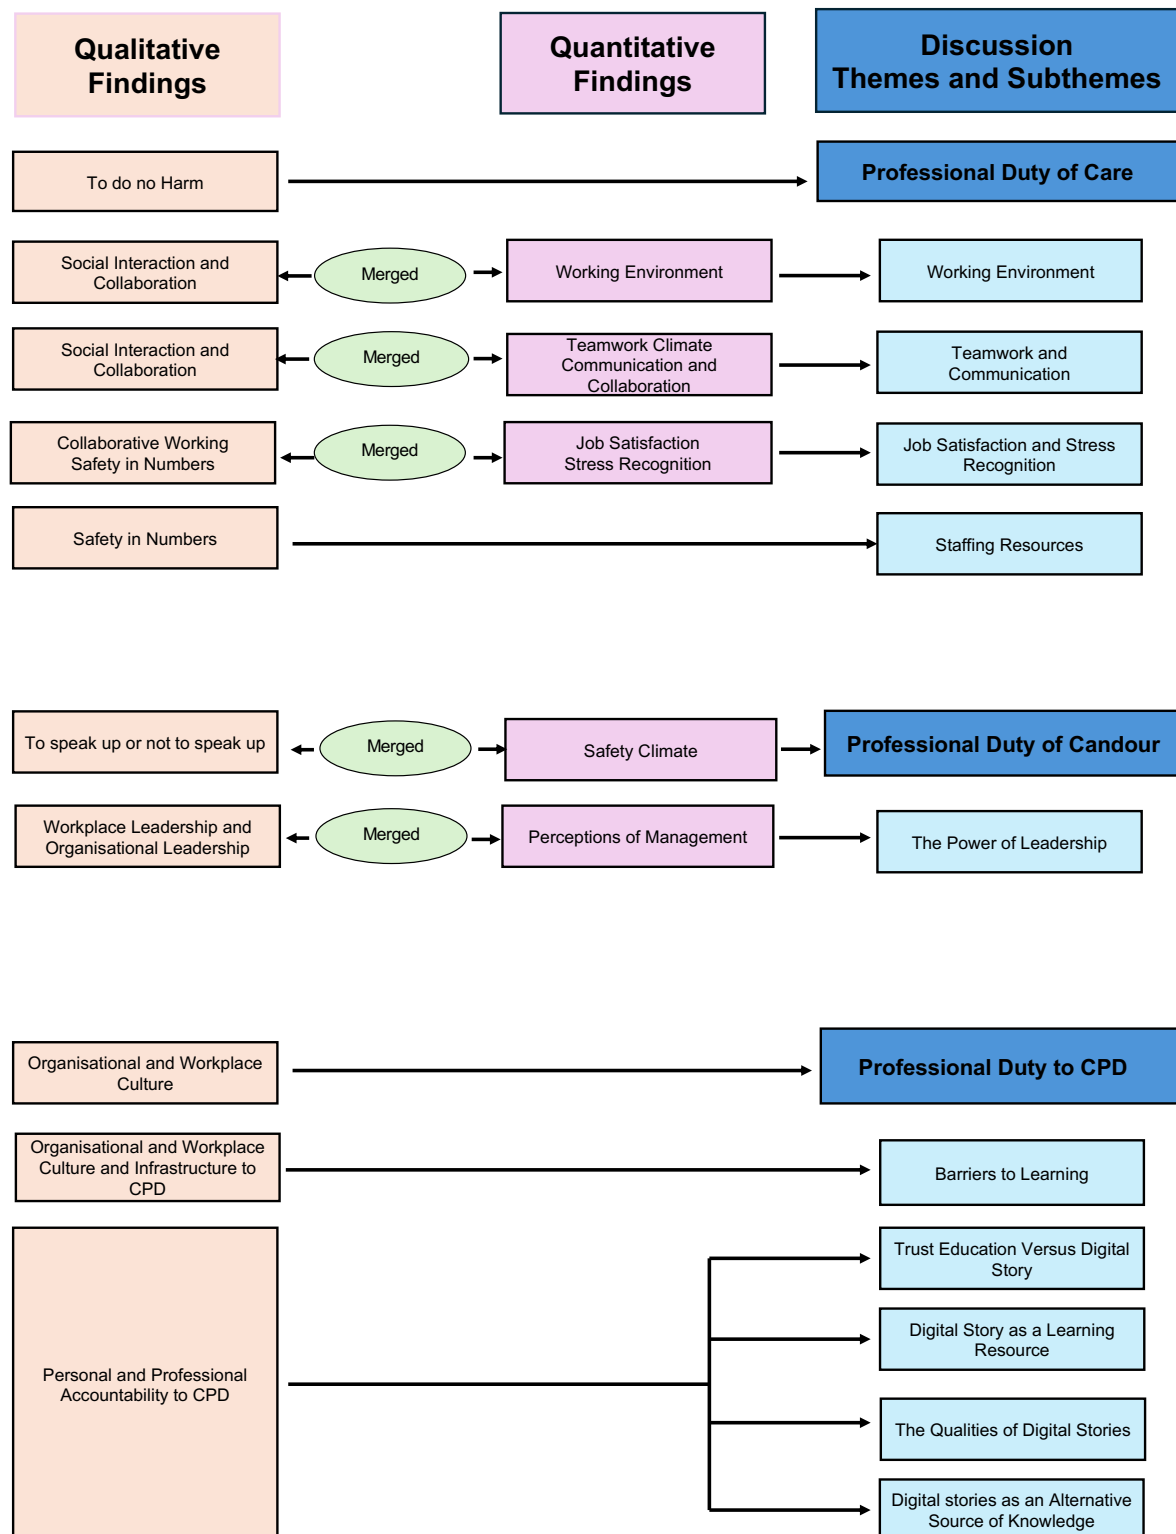 Qualitative
Findings
Quantitative
Findings
Discussion
Themes and Subthemes
To do no Harm
Professional Duty of Care
Social Interaction and
Collaboration
Merged
Working Environment
Working Environment
Social Interaction and
Collaboration
Merged
Teamwork Climate
Communication and
Collaboration
Teamwork and
Communication
Collaborative Working
Safety in Numbers
Merged
Job Satisfaction
Stress Recognition
Job Satisfaction and Stress
Recognition
Safety in Numbers
Staffing Resources
To speak up or not to speak up
Merged
Safety Climate
Professional Duty of Candour
Workplace Leadership and
Organisational Leadership
Merged
Perceptions of Management
The Power of Leadership
Organisational and Workplace
Culture
Professional Duty to CPD
Organisational and Workplace
Culture and Infrastructure to
CPD
Barriers to Learning
Personal and Professional
Accountability to CPD
Trust Education Versus Digital
Story
Digital Story as a Learning
Resource
The Qualities of Digital Stories
Digital stories as an Alternative
Source of Knowledge